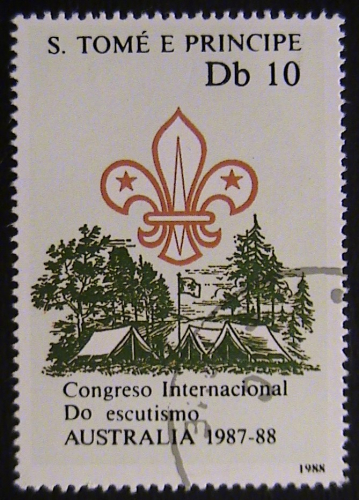 S. TOMÉ E PRINCIPE
Db 10
Congreso Internacional
Do escutismo
AUSTRALIA 1987-88
1988